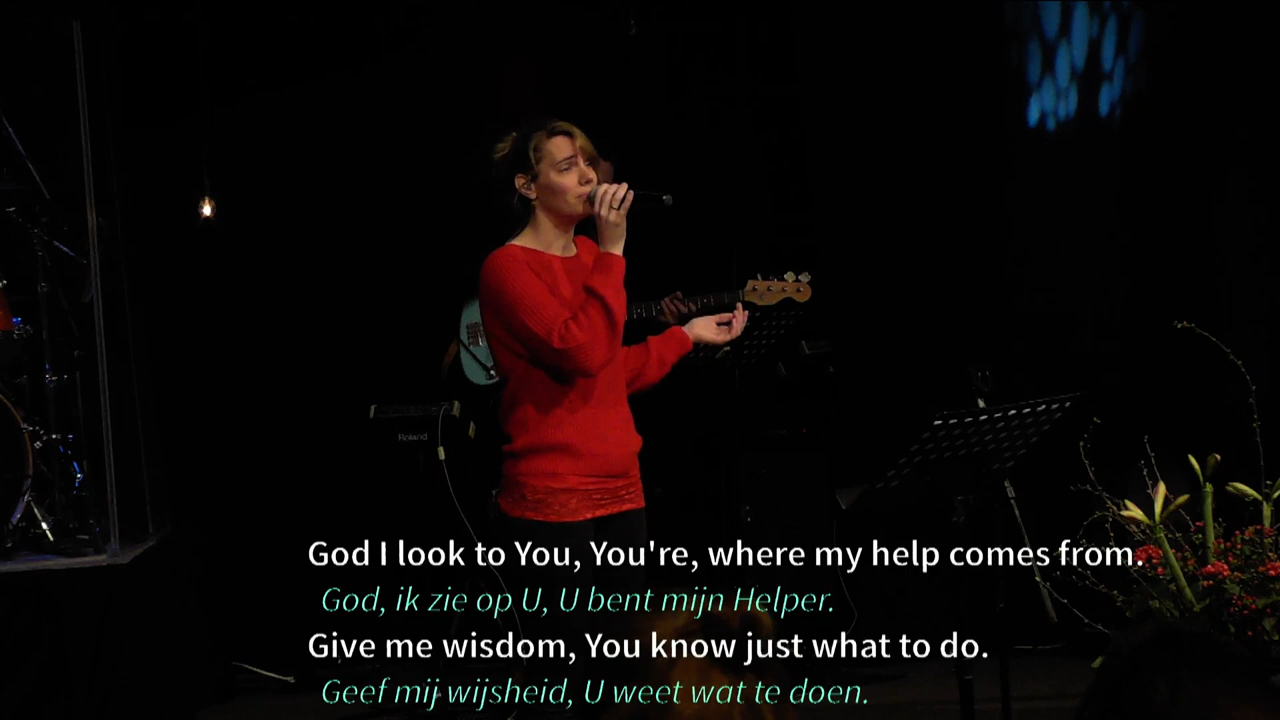 Roland
God I look to You, You're, where my help comes from.
God, ik zie op U, U bent mijn Helper.
Give me wisdom, You know just what to do.
Geef mij wijsheid, U weet wat te doen.